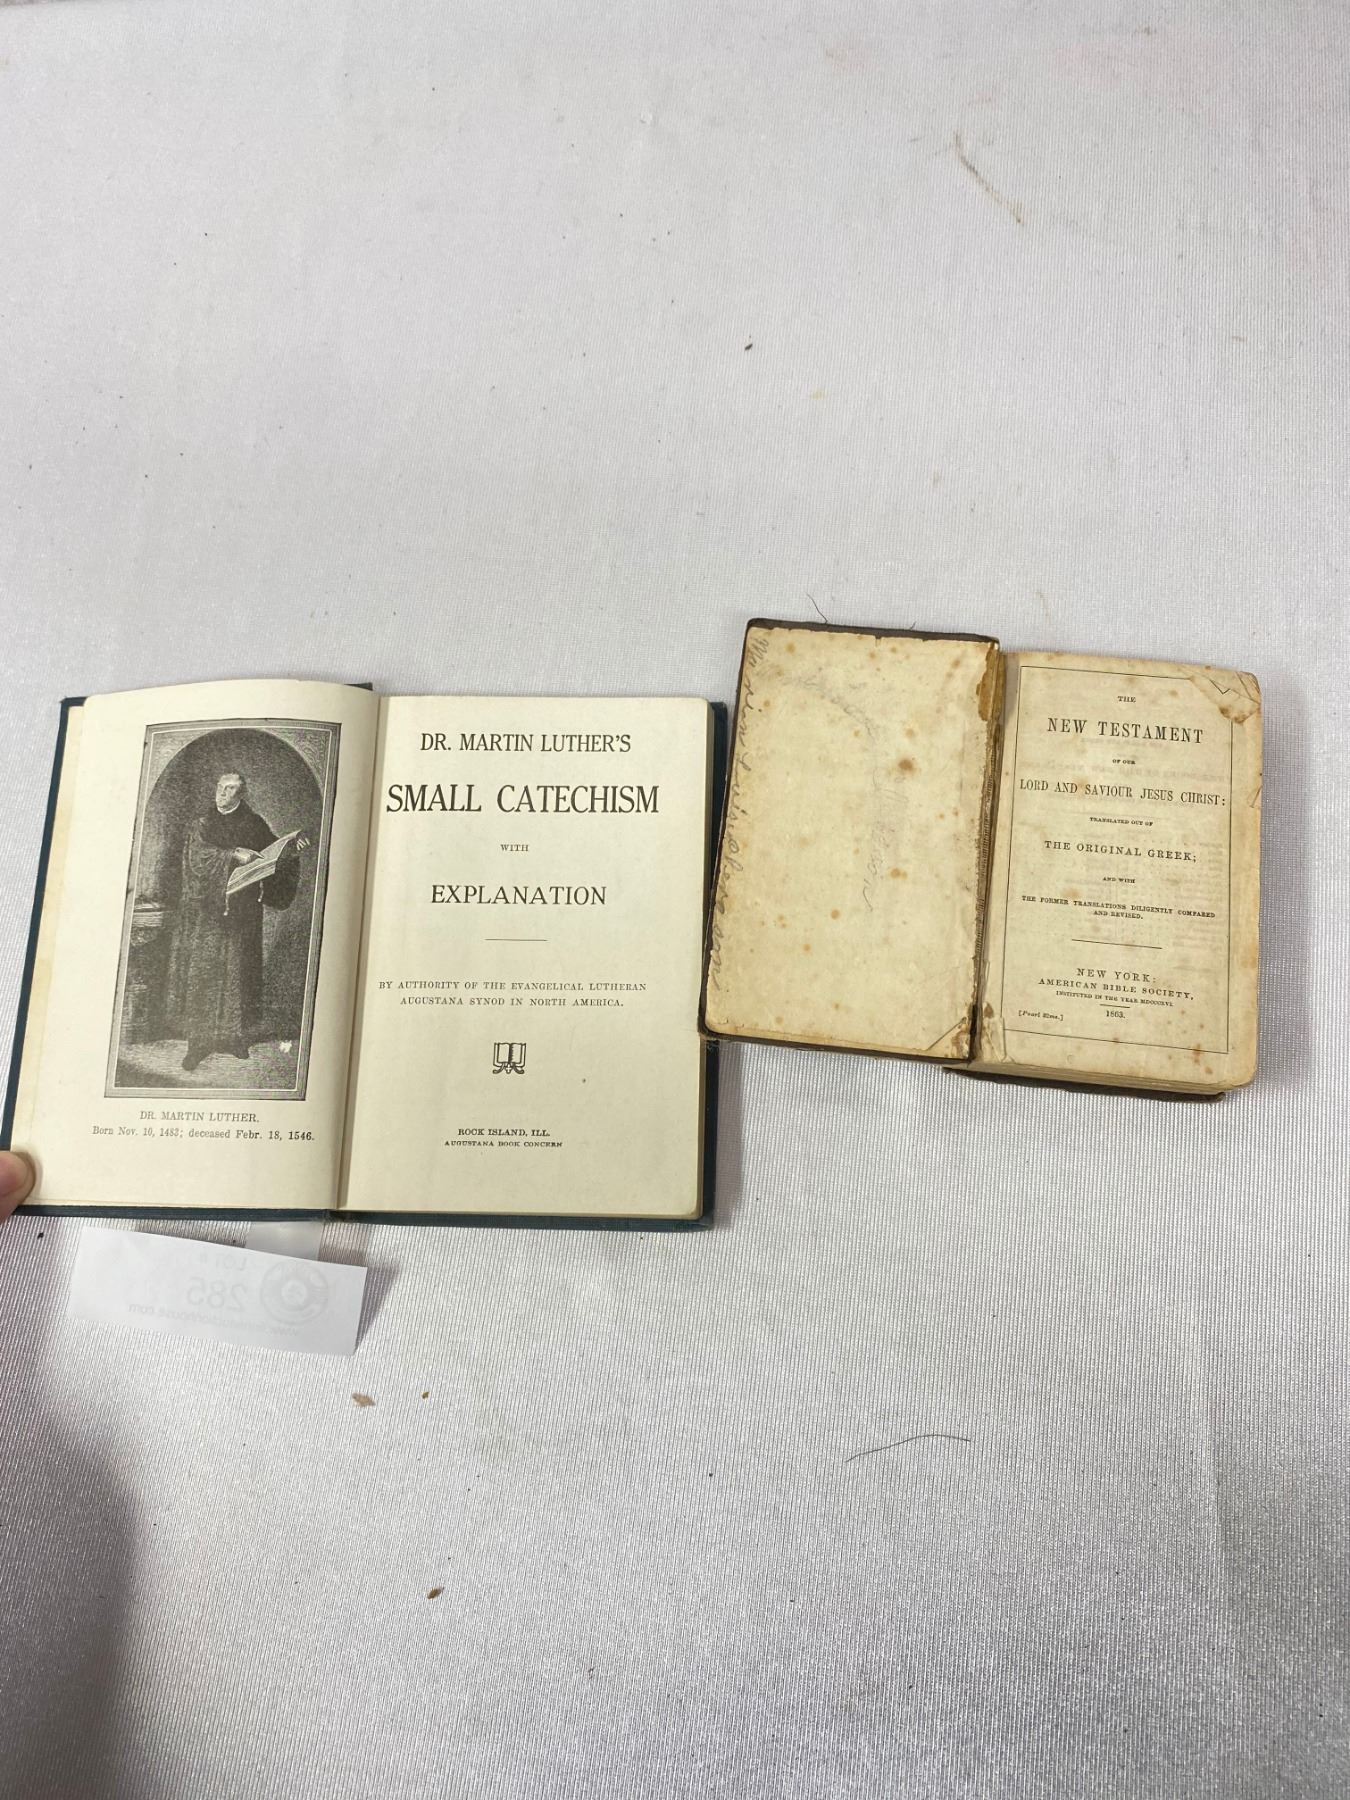 DR. MARTIN LUTHER.
Born Nov. 10, 1483; deceased Febr. 18, 1546.
DR. MARTIN LUTHER'S
SMALL CATECHISM
WITH
EXPLANATION
BY AUTHORITY OF THE EVANGELICAL LUTHERAN
AUGUSTANA SYNOD IN NORTH AMERICA.
ROCK ISLAND, ILL.
AUGUSTANA BOOK CONCERN
THE
NEW TESTAMENT
OF OUR
LORD AND SAVIOUR JESUS CHRIST:
TRANSLATED OUT OF
THE ORIGINAL GREEK;
AND WITH
THE FORMER TRANSLATIONS DILIGENTLY COMPARED
AND REVISED.
NEW YORK:
AMERICAN BIBLE SOCIETY,
INSTITUTED IN THE YEAR MDCCCXVI.
1863.
[Pearl 32mo.]
LOT #
285